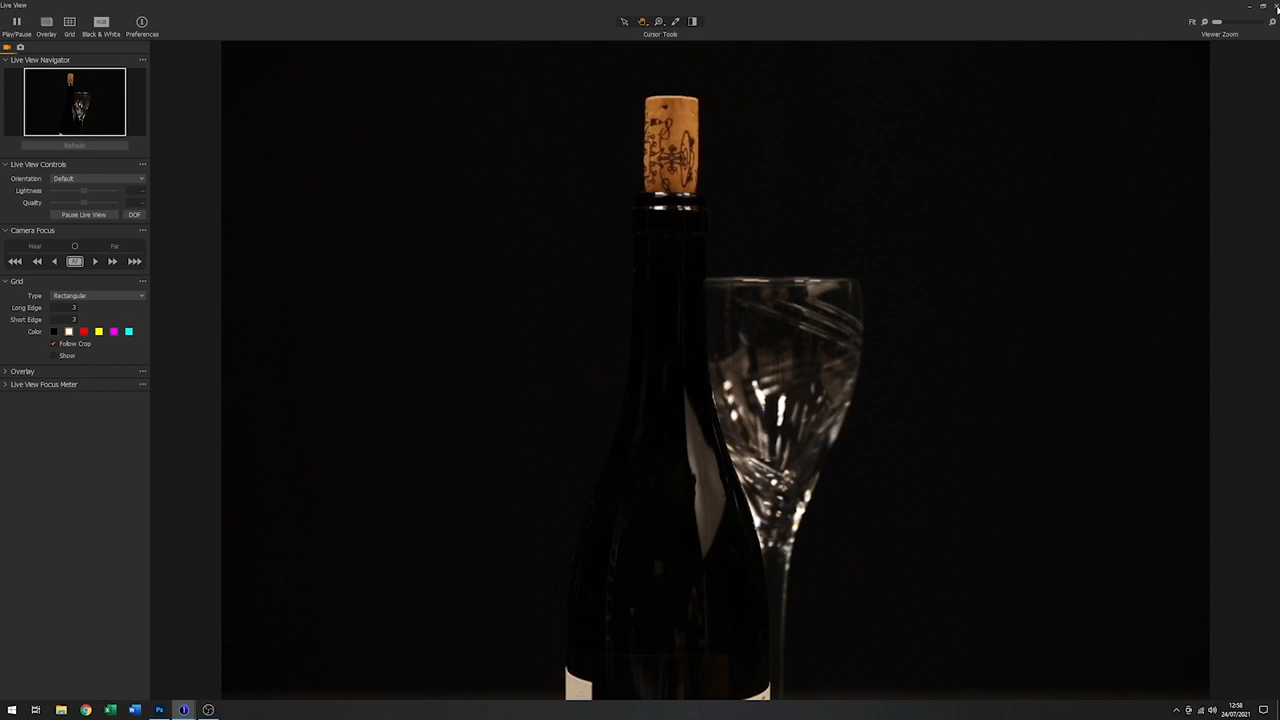 Live View
Play/Pause
Overlay
Grid
Black & White
Preferences
Cursor Tools
Fit
Viewer Zoom
Live View Navigator
Refresh
Live View Controls
Orientation Default
Lightness
Quality
Pause Live View DOF
Camera Focus
Near Far
AF
Grid
Type Rectangular
Long Edge 3
Short Edge 3
Color
Follow Crop
Show
Overlay
Live View Focus Meter
12:58
24/07/2021